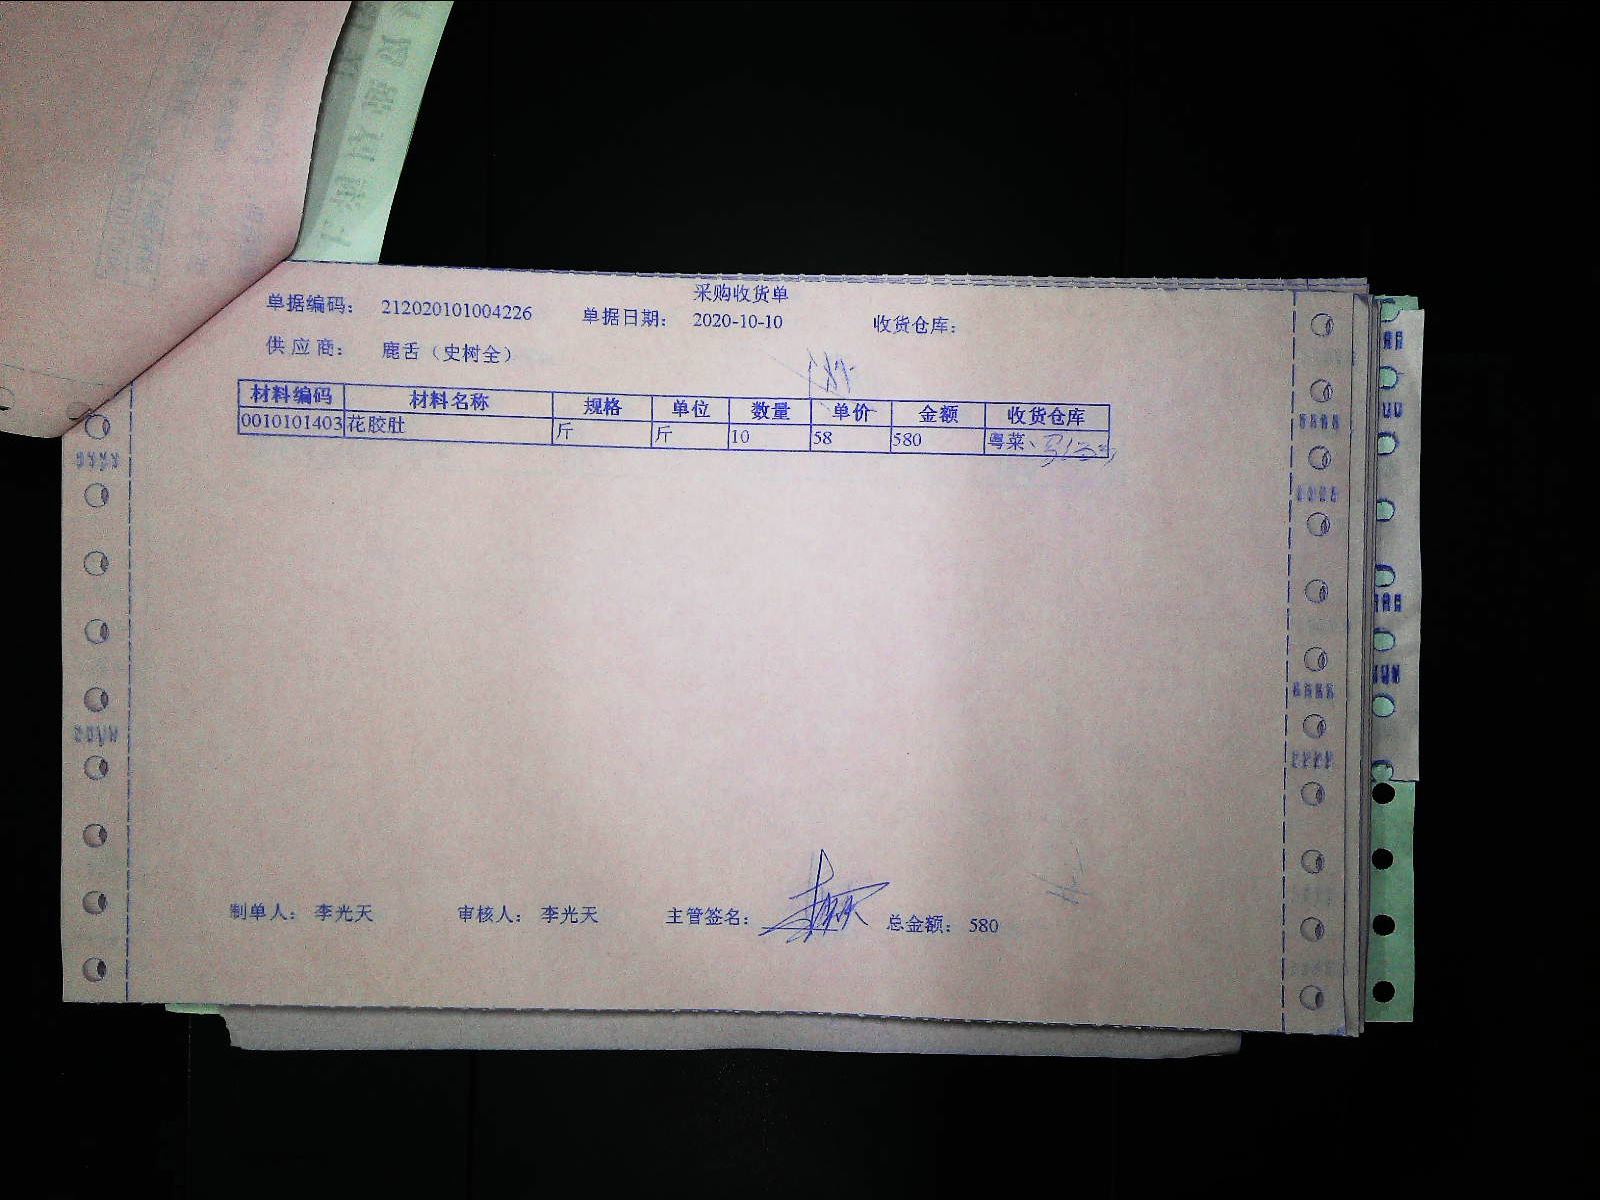 采购收货单
单据编码: 212020101004226 单据日期: 2020-10-10 收货仓库:
供应商: 鹿舌（史树全）
材料编码 材料名称 规格 单位 数量 单价 金额 收货仓库
0010101403 花胶肚 斤 斤 10 58 580 粤菜、
制单人: 李光天 审核人: 李光天 主管签名: 总金额: 580